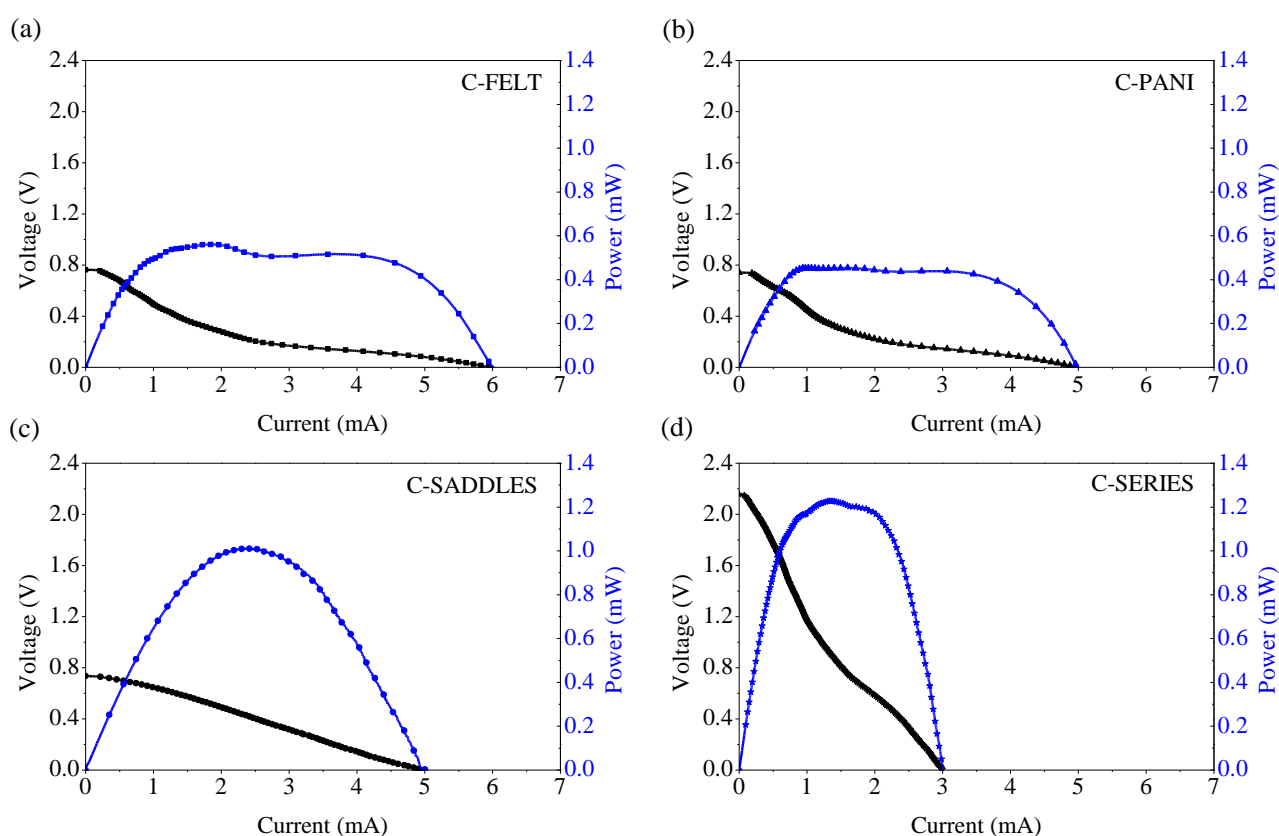 (a)
C-FELT
Voltage (V)
2.4
2.0
1.6
1.2
0.8
0.4
0.0
Power (mW)
1.4
1.2
1.0
0.8
0.6
0.4
0.2
0.0
0 1 2 3 4 5 6 7
Current (mA)
(b)
C-PANI
Voltage (V)
2.4
2.0
1.6
1.2
0.8
0.4
0.0
Power (mW)
1.4
1.2
1.0
0.8
0.6
0.4
0.2
0.0
0 1 2 3 4 5 6 7
Current (mA)
(c)
C-SADDLES
Voltage (V)
2.4
2.0
1.6
1.2
0.8
0.4
0.0
Power (mW)
1.4
1.2
1.0
0.8
0.6
0.4
0.2
0.0
0 1 2 3 4 5 6 7
Current (mA)
(d)
C-SERIES
Voltage (V)
2.4
2.0
1.6
1.2
0.8
0.4
0.0
Power (mW)
1.4
1.2
1.0
0.8
0.6
0.4
0.2
0.0
0 1 2 3 4 5 6 7
Current (mA)